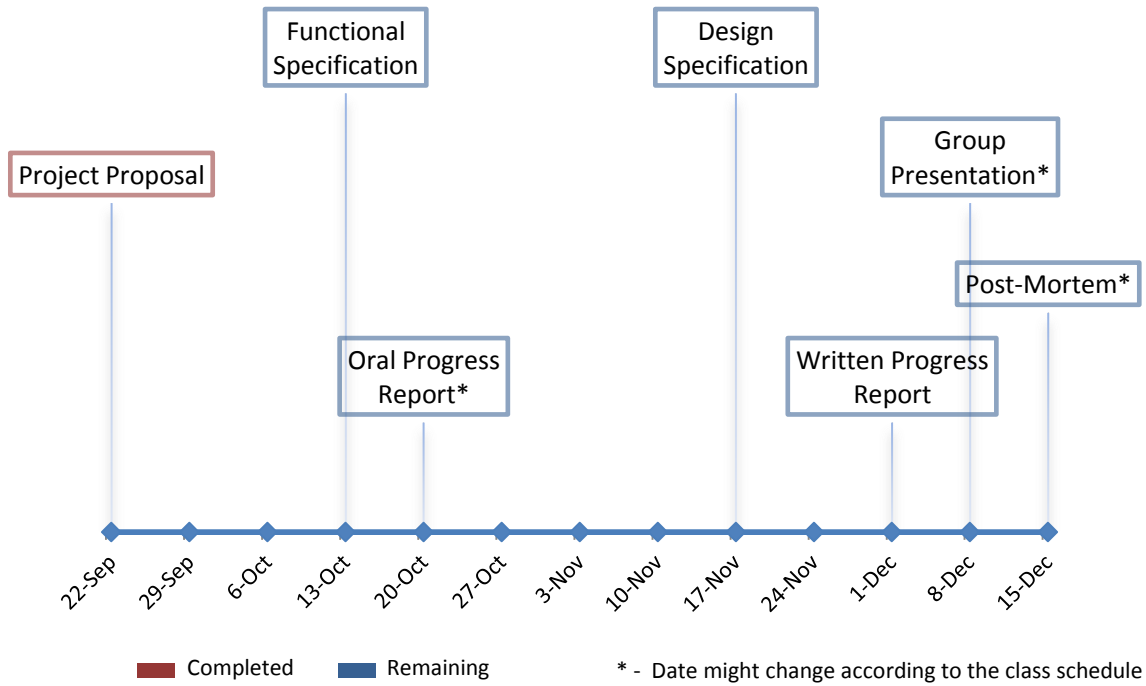 Functional
Specification
Design
Specification
Project Proposal
Group
Presentation*
Post-Mortem*
Oral Progress
Report*
Written Progress
Report
22-Sep
29-Sep
6-Oct
13-Oct
20-Oct
27-Oct
3-Nov
10-Nov
17-Nov
24-Nov
1-Dec
8-Dec
15-Dec
Completed
Remaining
* - Date might change according to the class schedule